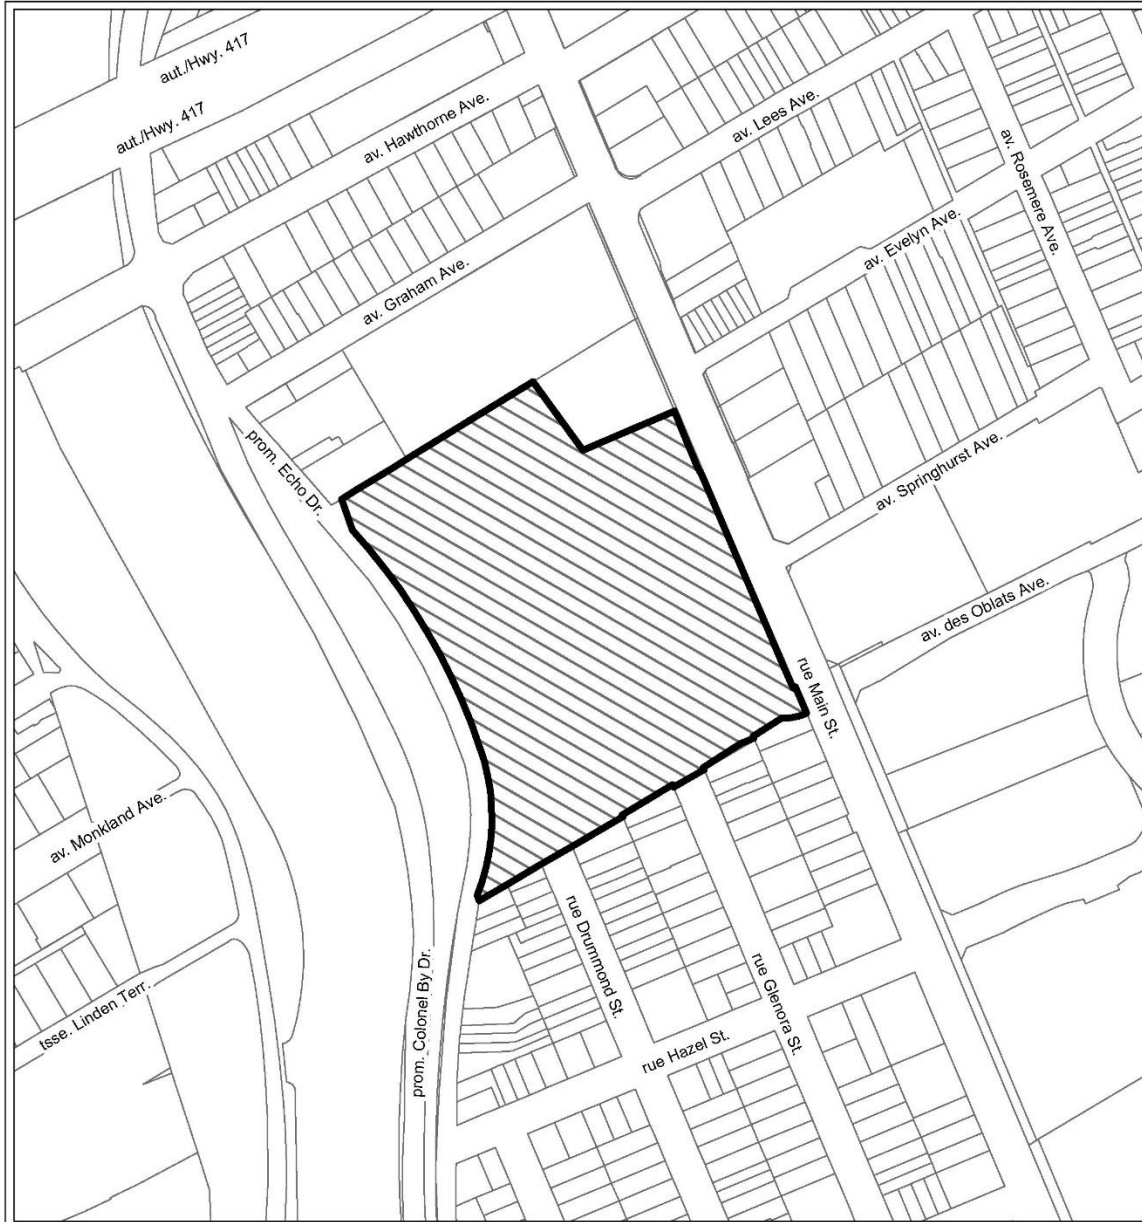 aut./Hwy. 417
aut./Hwy. 417
av. Hawthorne Ave.
av. Lees Ave.
av. Rosemere Ave.
av. Evelyn Ave.
av. Graham Ave.
prom. Echo Dr.
av. Springhurst Ave.
av. des Oblats Ave.
rue Main St.
av. Monkland Ave.
rue Drummond St.
rue Glenora St.
prom. Colonel By Dr.
tsse. Linden Terr.
rue Hazel St.